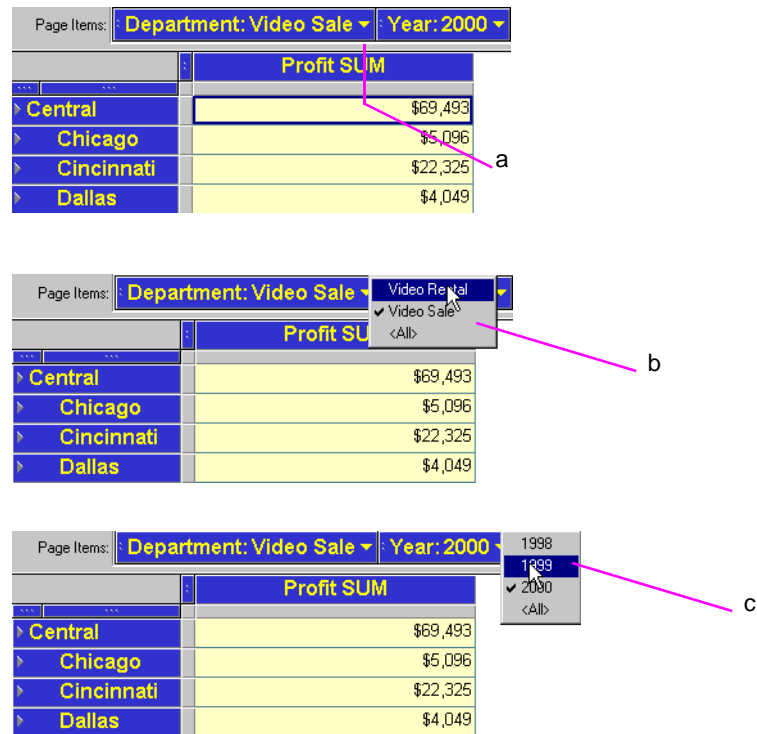 Page Items: Department: Video Sale Year: 2000
Profit SUM
Central $69,493
Chicago $5,096
Cincinnati $22,325
Dallas $4,049
a
Page Items: Department: Video Sale Video Rental
Video Sale
<All>
Profit SU
Central $69,493
Chicago $5,096
Cincinnati $22,325
Dallas $4,049
b
Page Items: Department: Video Sale Year: 2000 1998
1999
2000
<All>
Profit SUM
Central $69,493
Chicago $5,096
Cincinnati $22,325
Dallas $4,049
c